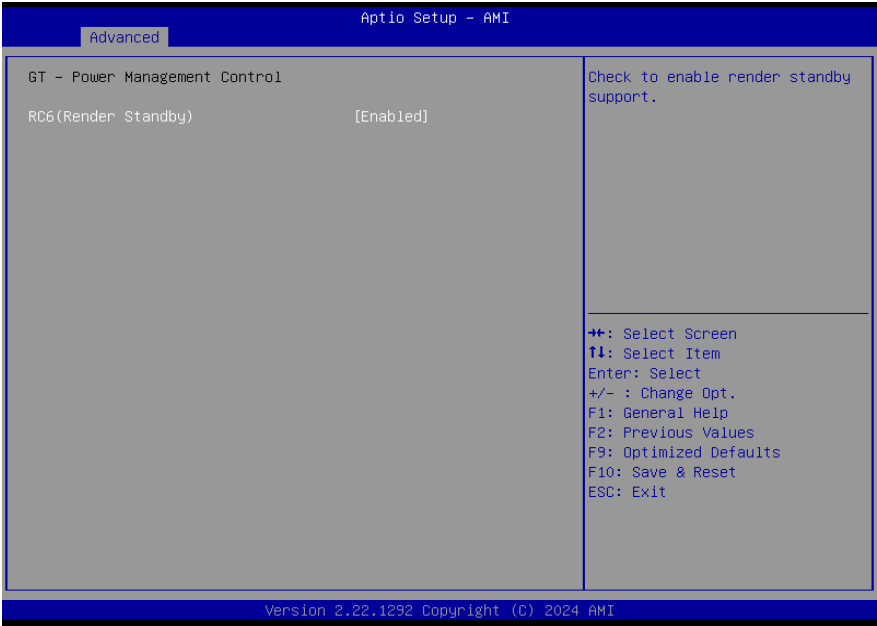 Aptio Setup – AMI
Advanced
GT – Power Management Control
RC6(Render Standby) [Enabled]
Check to enable render standby
support.
→←: Select Screen
↑↓: Select Item
Enter: Select
+/- : Change Opt.
F1: General Help
F2: Previous Values
F9: Optimized Defaults
F10: Save & Reset
ESC: Exit
Version 2.22.1292 Copyright (C) 2024 AMI